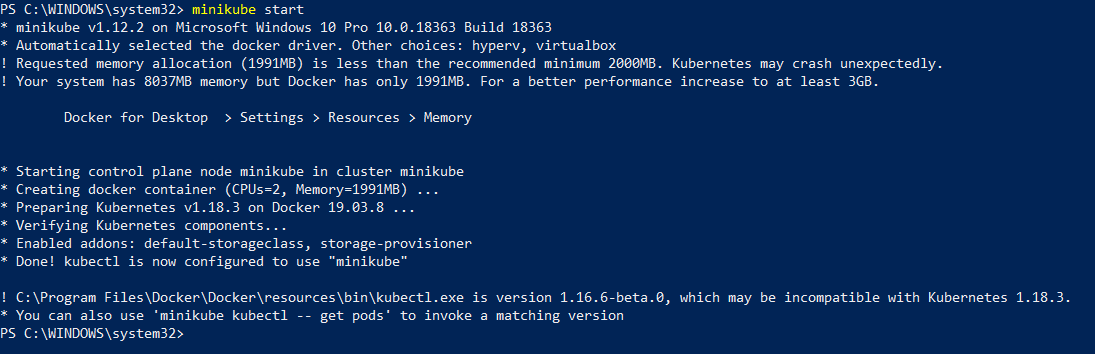 PS C:\WINDOWS\system32> minikube start
* minikube v1.12.2 on Microsoft Windows 10 Pro 10.0.18363 Build 18363
* Automatically selected the docker driver. Other choices: hyperv, virtualbox
! Requested memory allocation (1991MB) is less than the recommended minimum 2000MB. Kubernetes may crash unexpectedly.
! Your system has 8037MB memory but Docker has only 1991MB. For a better performance increase to at least 3GB.
Docker for Desktop  > Settings > Resources > Memory
* Starting control plane node minikube in cluster minikube
* Creating docker container (CPUs=2, Memory=1991MB) ...
* Preparing Kubernetes v1.18.3 on Docker 19.03.8 ...
* Verifying Kubernetes components...
* Enabled addons: default-storageclass, storage-provisioner
* Done! kubectl is now configured to use "minikube"
! C:\Program Files\Docker\Docker\resources\bin\kubectl.exe is version 1.16.6-beta.0, which may be incompatible with Kubernetes 1.18.3.
* You can also use 'minikube kubectl -- get pods' to invoke a matching version
PS C:\WINDOWS\system32>